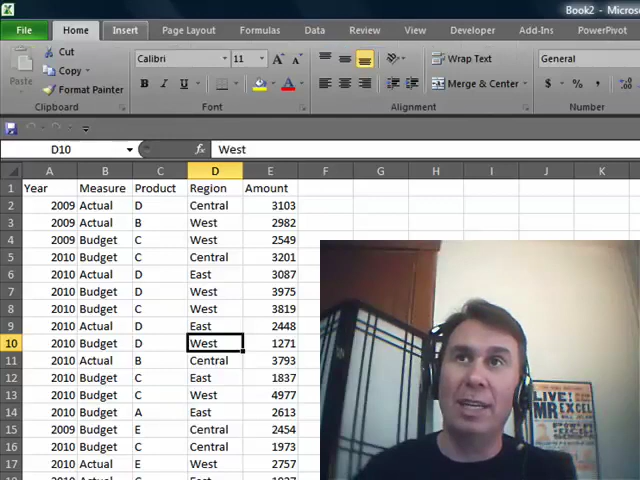 Book2 - Microso
File Home Insert Page Layout Formulas Data Review View Developer Add-Ins PowerPivot
Cut
Copy
Format Painter
Paste
Calibri 11
B I U A
Wrap Text
Merge & Center
General
$ % ,
Clipboard Font Alignment Number
D10 fx West
A B C D E F G H I J K
1 Year Measure Product Region Amount
2 2009 Actual D Central 3103
3 2009 Actual B West 2982
4 2009 Budget C West 2549
5 2010 Budget C Central 3201
6 2010 Actual D East 3087
7 2010 Budget D West 3975
8 2010 Budget C West 3819
9 2010 Actual D East 2448
10 2010 Budget D West 1271
11 2010 Actual B Central 3793
12 2010 Budget C East 1837
13 2010 Budget C West 4977
14 2010 Budget A East 2613
15 2009 Budget E Central 2454
16 2010 Budget C Central 1973
17 2010 Actual E West 2757
LIVE!
MR EXCEL